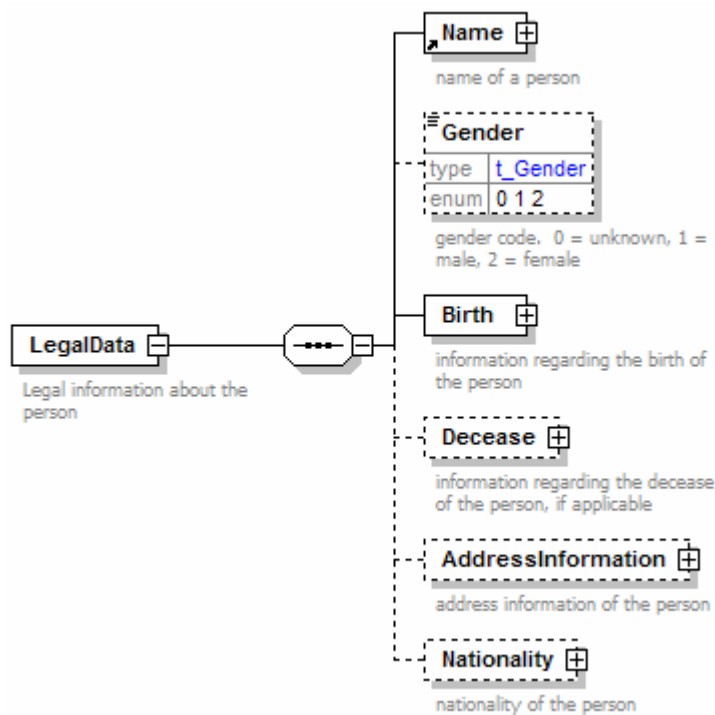 Name
name of a person
Gender
type t_Gender
enum 0 1 2
gender code. 0 = unknown, 1 =
male, 2 = female
LegalData
Legal information about the
person
Birth
information regarding the birth of
the person
Decease
information regarding the decease
of the person, if applicable
AddressInformation
address information of the person
Nationality
nationality of the person